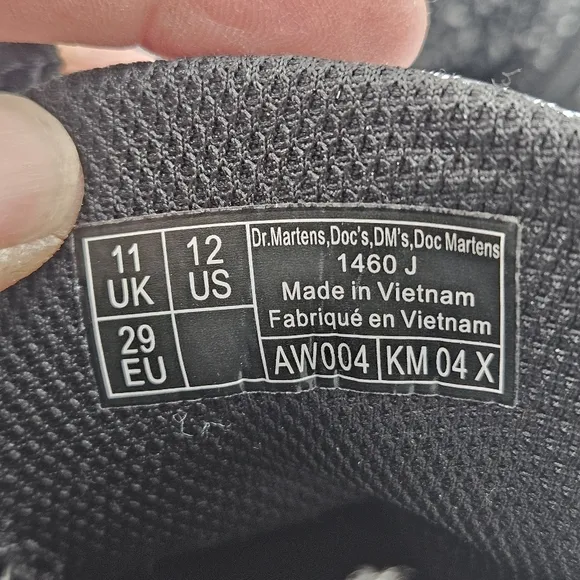 11
UK
12
US
29
EU
Dr.Martens,Doc's,DM's,Doc Martens
1460 J
Made in Vietnam
Fabriqué en Vietnam
AW004
KM 04 X